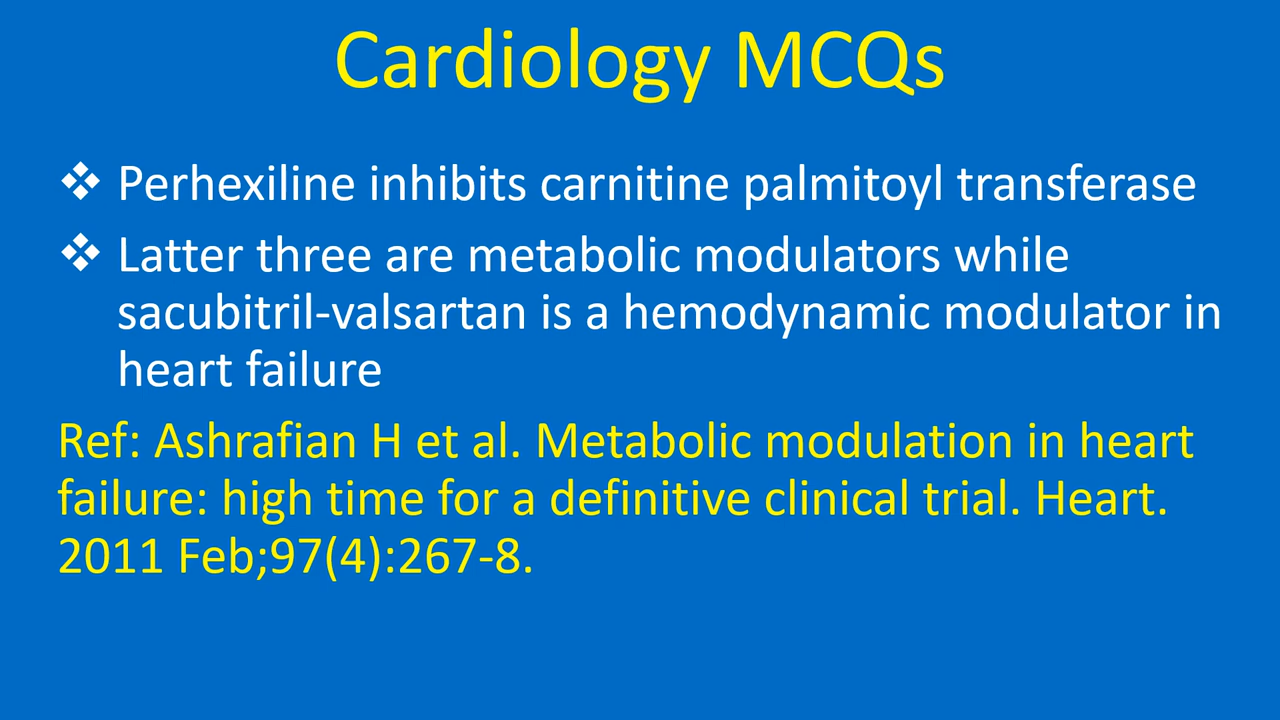 Cardiology MCQs
❖ Perhexiline inhibits carnitine palmitoyl transferase
❖ Latter three are metabolic modulators while
sacubitril-valsartan is a hemodynamic modulator in
heart failure
Ref: Ashrafian H et al. Metabolic modulation in heart
failure: high time for a definitive clinical trial. Heart.
2011 Feb;97(4):267-8.